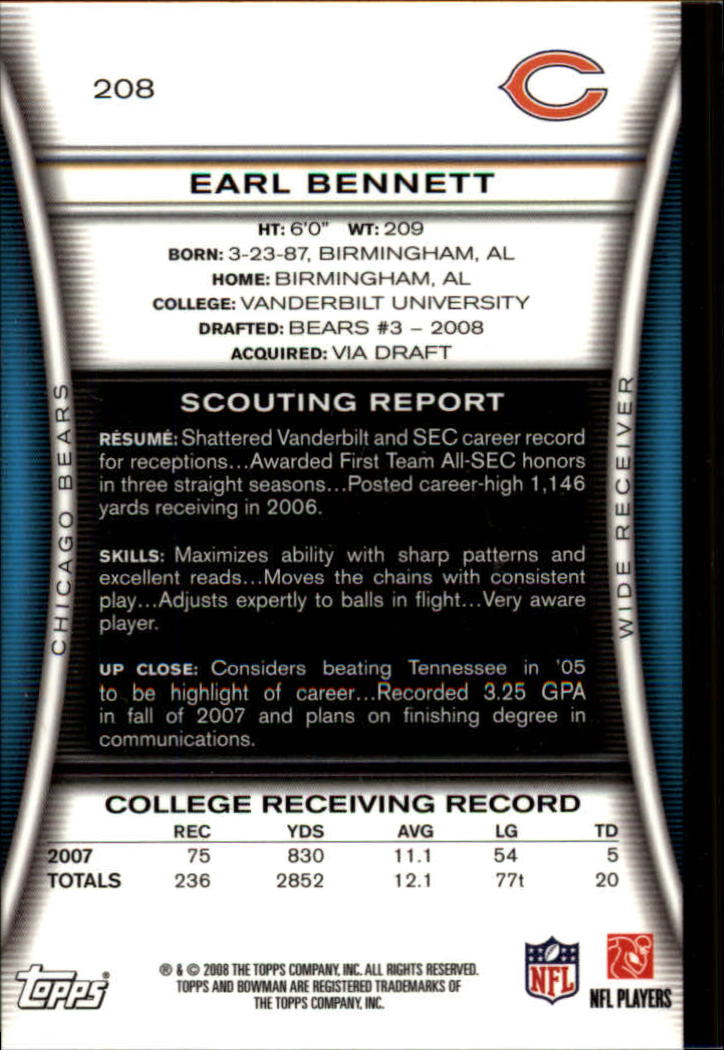 208
EARL BENNETT
HT: 6'0" WT: 209
BORN: 3-23-87, BIRMINGHAM, AL
HOME: BIRMINGHAM, AL
COLLEGE: VANDERBILT UNIVERSITY
DRAFTED: BEARS #3 – 2008
ACQUIRED: VIA DRAFT
CHICAGO BEARS
WIDE RECEIVER
SCOUTING REPORT
RÉSUMÉ: Shattered Vanderbilt and SEC career record
for receptions...Awarded First Team All-SEC honors
in three straight seasons...Posted career-high 1,146
yards receiving in 2006.
SKILLS: Maximizes ability with sharp patterns and
excellent reads...Moves the chains with consistent
play...Adjusts expertly to balls in flight...Very aware
player.
UP CLOSE: Considers beating Tennessee in '05
to be highlight of career...Recorded 3.25 GPA
in fall of 2007 and plans on finishing degree in
communications.
COLLEGE RECEIVING RECORD
REC YDS AVG LG TD
2007 75 830 11.1 54 5
TOTALS 236 2852 12.1 77t 20
topps®
® & © 2008 THE TOPPS COMPANY, INC. ALL RIGHTS RESERVED.
TOPPS AND BOWMAN ARE REGISTERED TRADEMARKS OF
THE TOPPS COMPANY, INC.
NFL
NFL PLAYERS